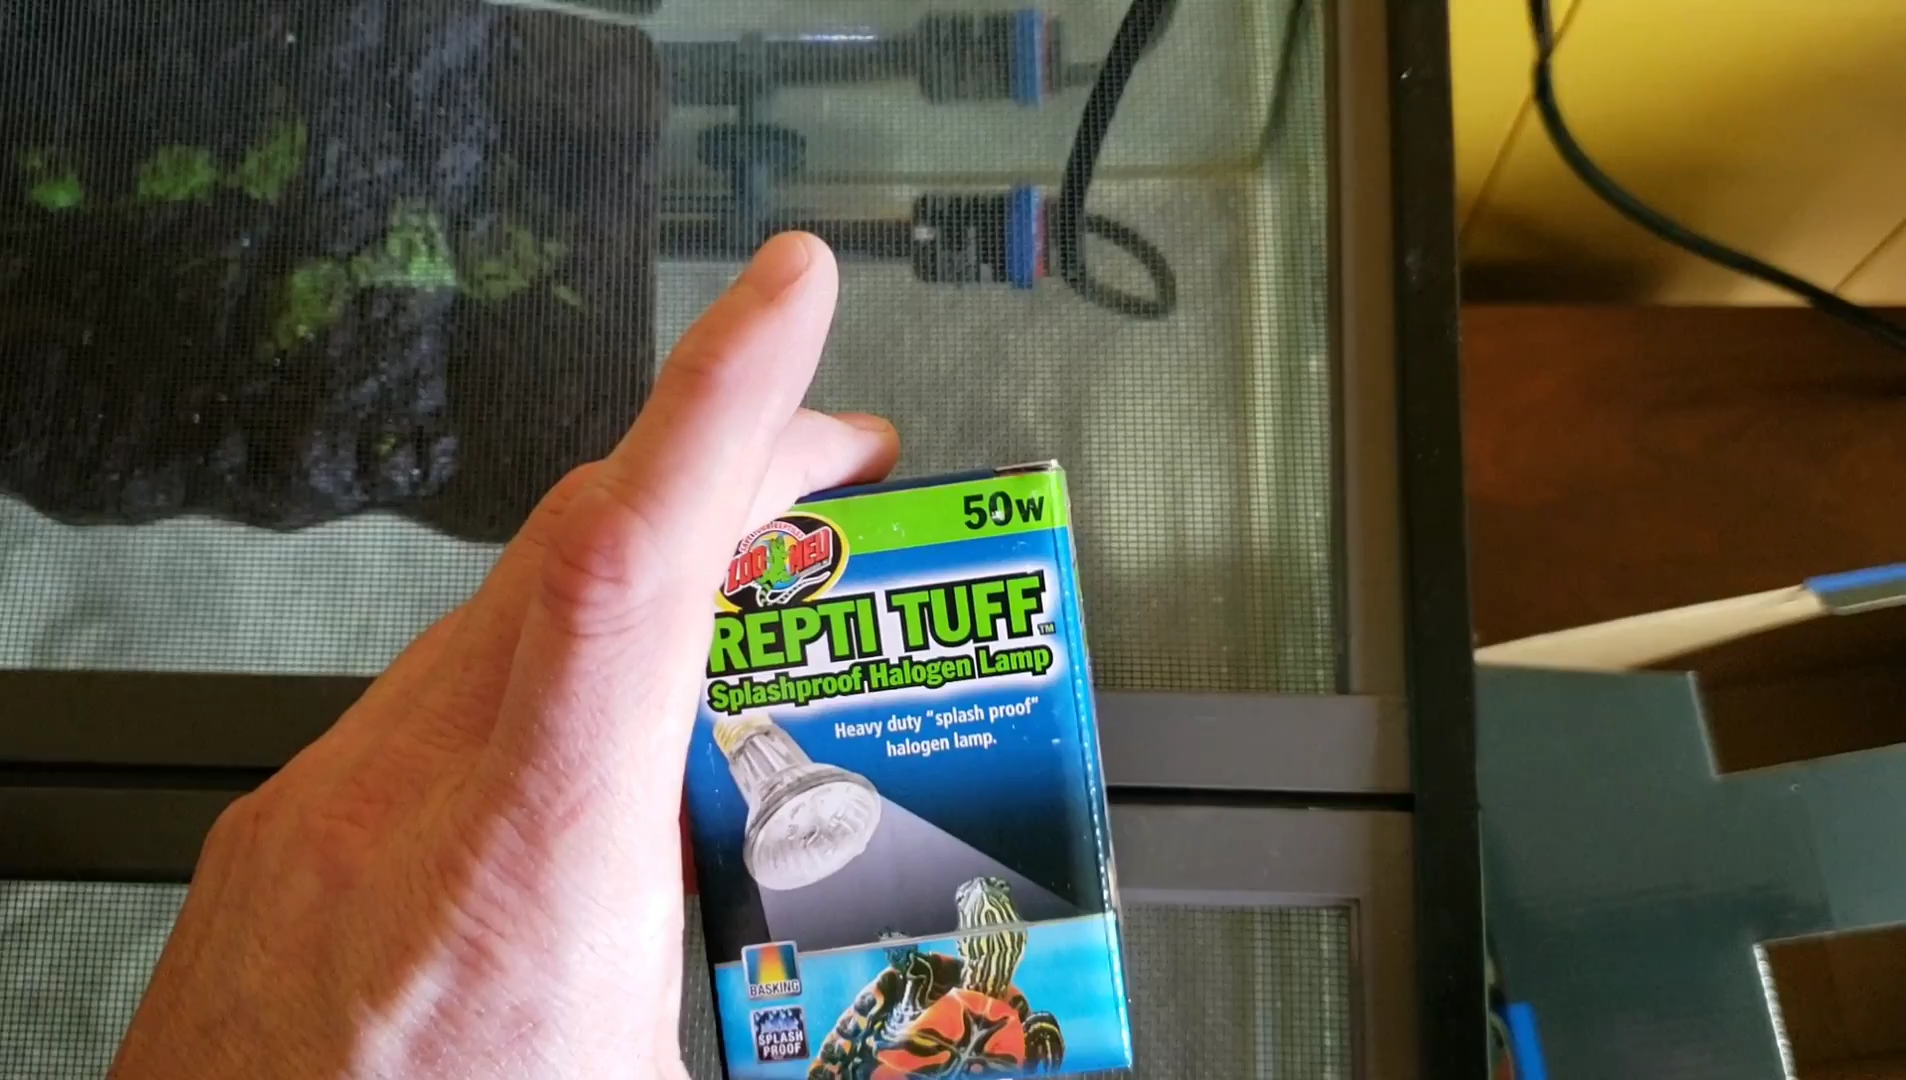 50w
ZOO MED
REPTI TUFF™
Splashproof Halogen Lamp
Heavy duty "splash proof"
halogen lamp.
BASKING
SPLASH
PROOF